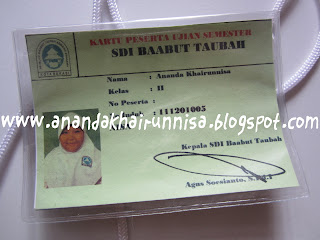 KARTU PESERTA UJIAN SEMESTER
SDI BAABUT TAUBAH
Nama : Ananda Khairunnisa
Kelas : II
No Peserta :
111201005
www.anandakhairunnisa.blogspot.com
Kepala SDI Baabut Taubah
Agus Soesianto,